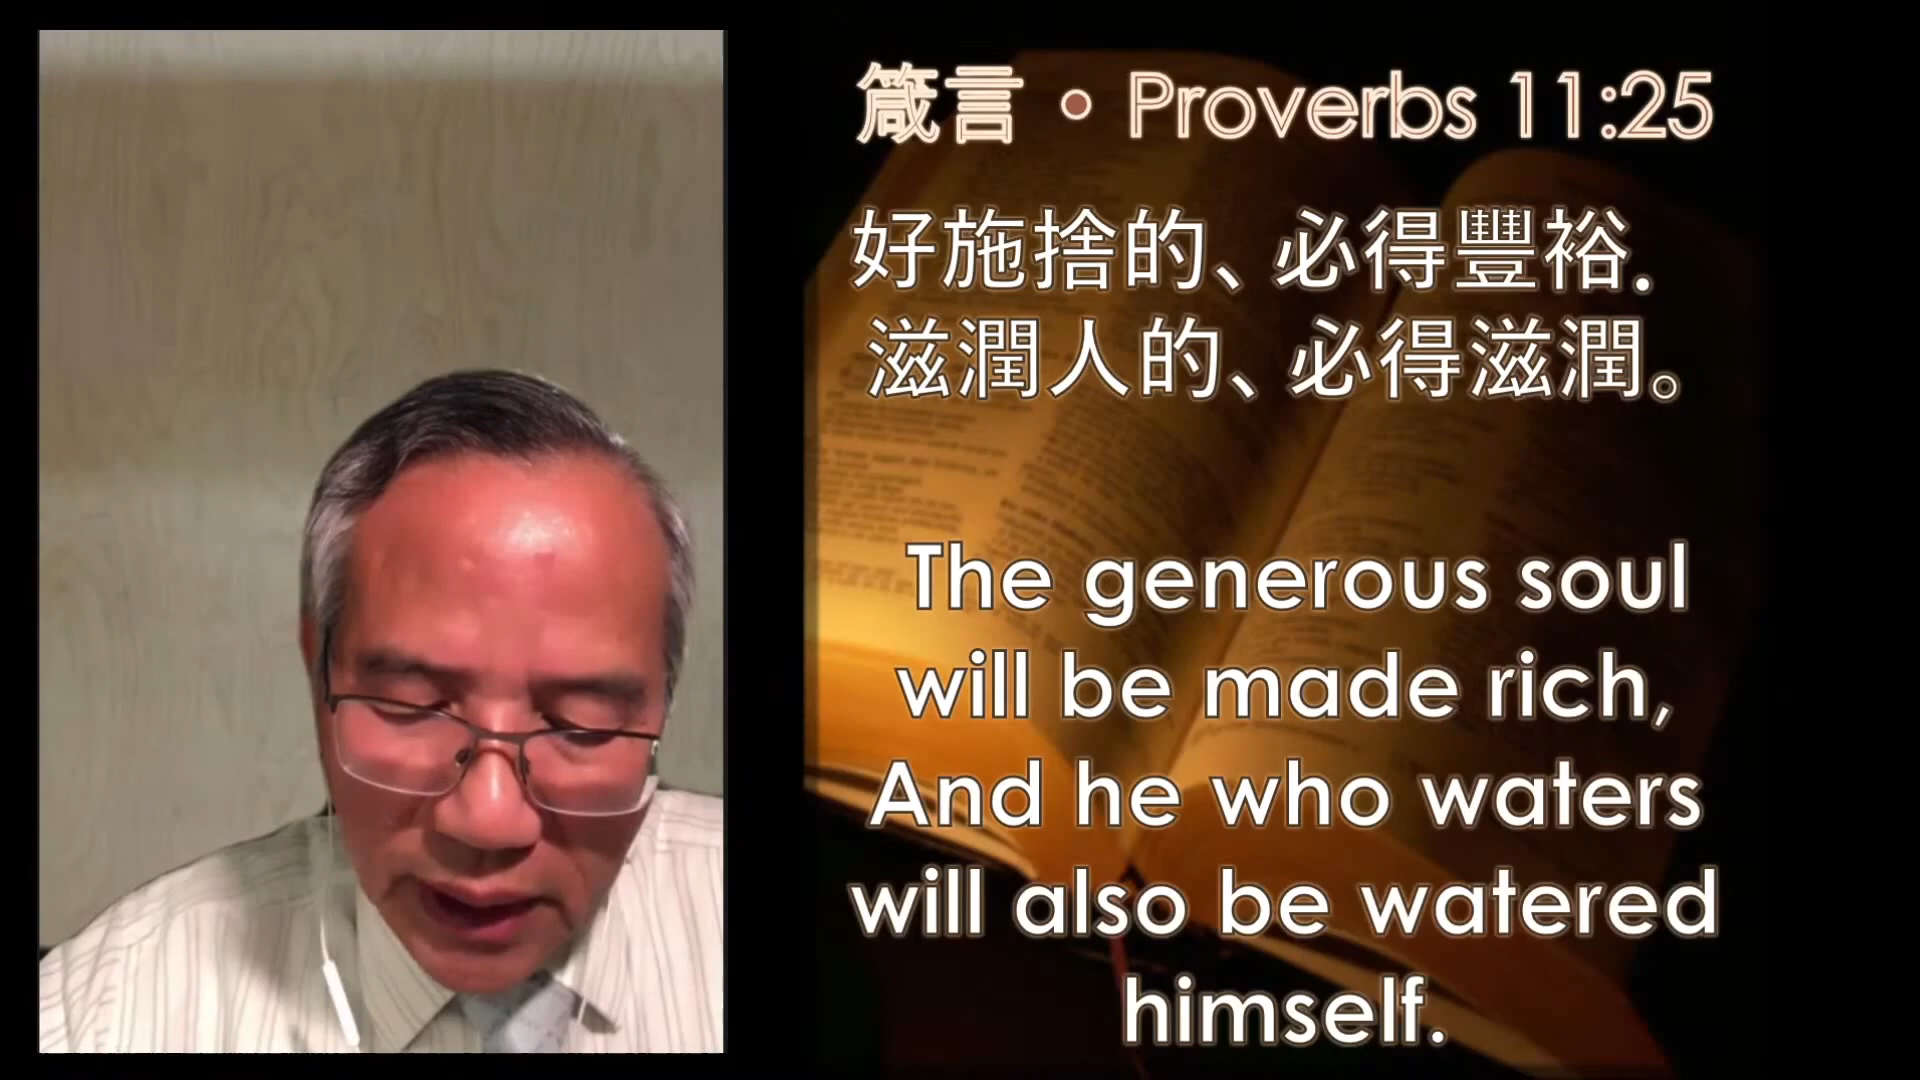 箴言 • Proverbs 11:25
好施捨的、必得豐裕.
滋潤人的、必得滋潤。
The generous soul
will be made rich,
And he who waters
will also be watered
himself.